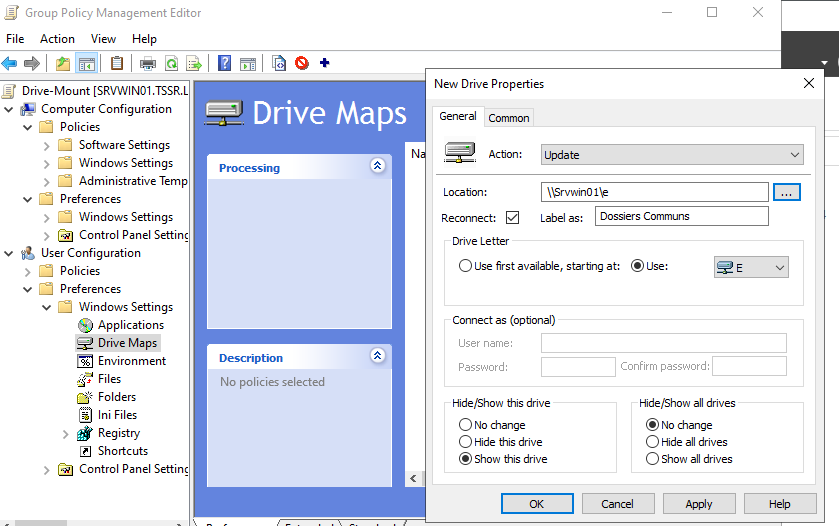 Group Policy Management Editor
File Action View Help
Drive-Mount [SRVWIN01.TSSR.L
Computer Configuration
Policies
Software Settings
Windows Settings
Administrative Temp
Preferences
Windows Settings
Control Panel Setting
User Configuration
Policies
Preferences
Windows Settings
Applications
Drive Maps
Environment
Files
Folders
Ini Files
Registry
Shortcuts
Control Panel Setting
Drive Maps
Processing
Description
No policies selected
Na
New Drive Properties
General Common
Action: Update
Location: \\Srvwin01\e ...
Reconnect: Label as: Dossiers Communs
Drive Letter
Use first available, starting at: Use: E
Connect as (optional)
User name:
Password: Confirm password:
Hide/Show this drive
No change
Hide this drive
Show this drive
Hide/Show all drives
No change
Hide all drives
Show all drives
OK Cancel Apply Help